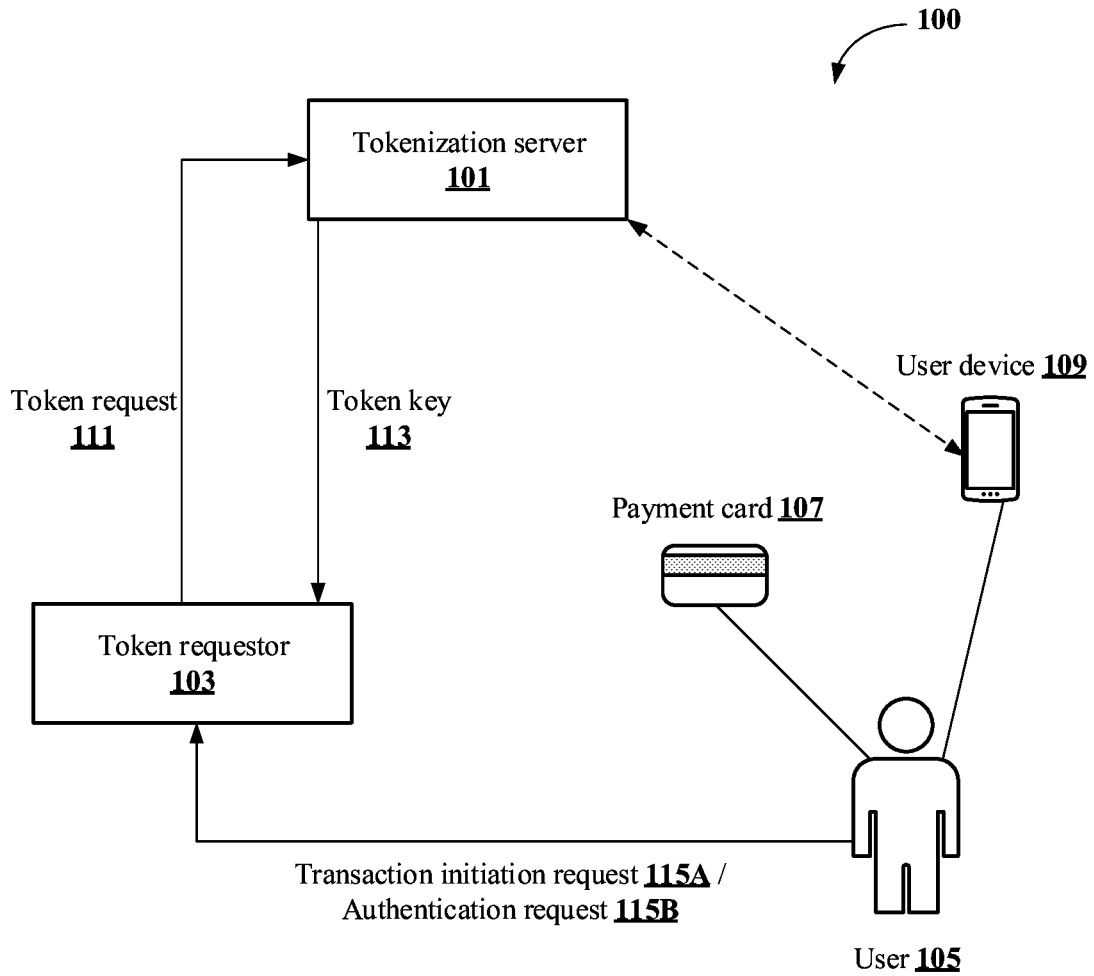 100
Tokenization server
101
User device 109
Token request
111
Token key
113
Payment card 107
Token requestor
103
Transaction initiation request 115A /
Authentication request 115B
User 105